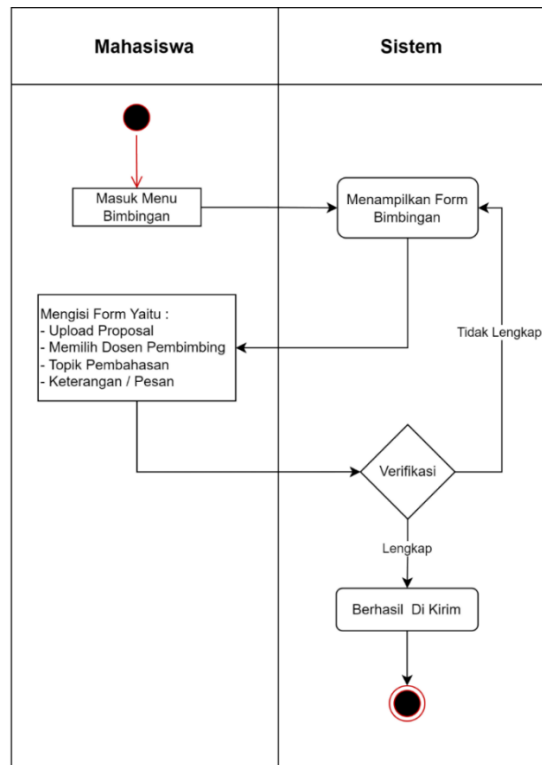 Mahasiswa
Sistem
Masuk Menu
Bimbingan
Menampilkan Form
Bimbingan
Mengisi Form Yaitu :
- Upload Proposal
- Memilih Dosen Pembimbing
- Topik Pembahasan
- Keterangan / Pesan
Tidak Lengkap
Verifikasi
Lengkap
Berhasil Di Kirim